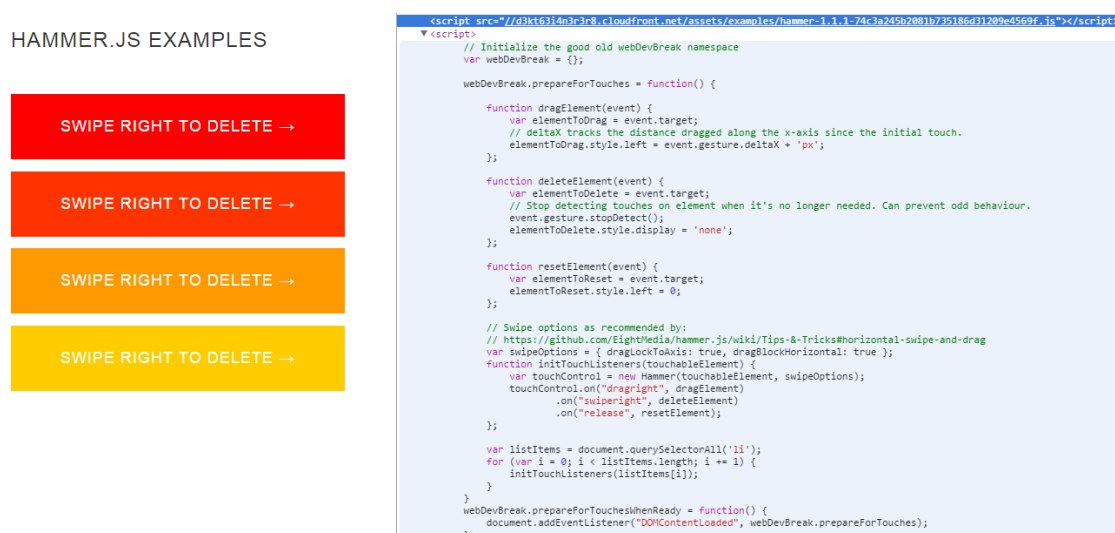 HAMMER.JS EXAMPLES
SWIPE RIGHT TO DELETE →
SWIPE RIGHT TO DELETE →
SWIPE RIGHT TO DELETE →
SWIPE RIGHT TO DELETE →
<script src="//d3kt63i4n3r3r8.cloudfront.net/assets/examples/hammer-1.1.1-74c3a245b2081b735186d31209e4569f.js"></script>
▼<script>
// Initialize the good old webDevBreak namespace
var webDevBreak = {};
webDevBreak.prepareForTouches = function() {
function dragElement(event) {
var elementToDrag = event.target;
// deltaX tracks the distance dragged along the x-axis since the initial touch.
elementToDrag.style.left = event.gesture.deltaX + 'px';
};
function deleteElement(event) {
var elementToDelete = event.target;
// Stop detecting touches on element when it's no longer needed. Can prevent odd behaviour.
event.gesture.stopDetect();
elementToDelete.style.display = 'none';
};
function resetElement(event) {
var elementToReset = event.target;
elementToReset.style.left = 0;
};
// Swipe options as recommended by:
// https://github.com/EightMedia/hammer.js/wiki/Tips-&-Tricks#horizontal-swipe-and-drag
var swipeOptions = { dragLockToAxis: true, dragBlockHorizontal: true };
function initTouchListeners(touchableElement) {
var touchControl = new Hammer(touchableElement, swipeOptions);
touchControl.on("dragright", dragElement)
.on("swiperight", deleteElement)
.on("release", resetElement);
};
var listItems = document.querySelectorAll('li');
for (var i = 0; i < listItems.length; i += 1) {
initTouchListeners(listItems[i]);
}
}
webDevBreak.prepareForTouchesWhenReady = function() {
document.addEventListener("DOMContentLoaded", webDevBreak.prepareForTouches);